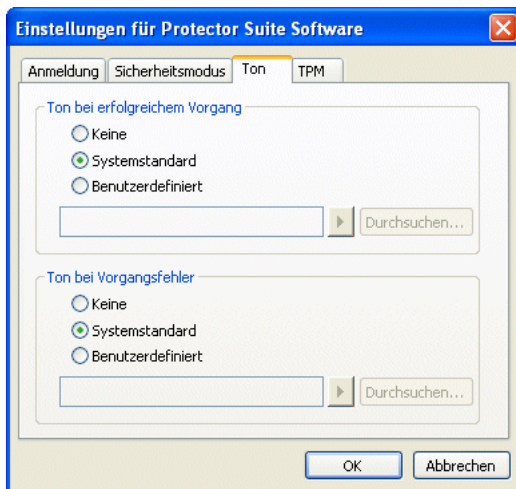 Einstellungen für Protector Suite Software
Anmeldung Sicherheitsmodus Ton TPM
Ton bei erfolgreichem Vorgang
Keine
Systemstandard
Benutzerdefiniert
Durchsuchen...
Ton bei Vorgangsfehler
Keine
Systemstandard
Benutzerdefiniert
Durchsuchen...
OK Abbrechen